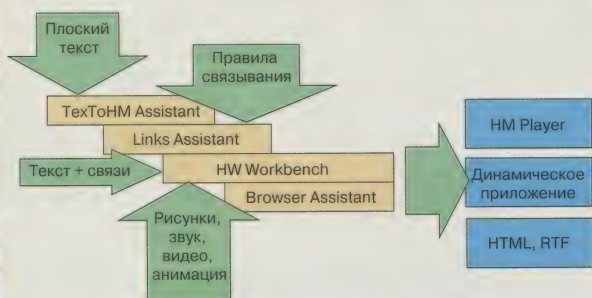 Плоский
текст
Правила
связывания
TexToHM Assistant
Links Assistant
Текст + связи
HW Workbench
Browser Assistant
Рисунки,
звук,
видео,
анимация
HM Player
Динамическое
приложение
HTML, RTF